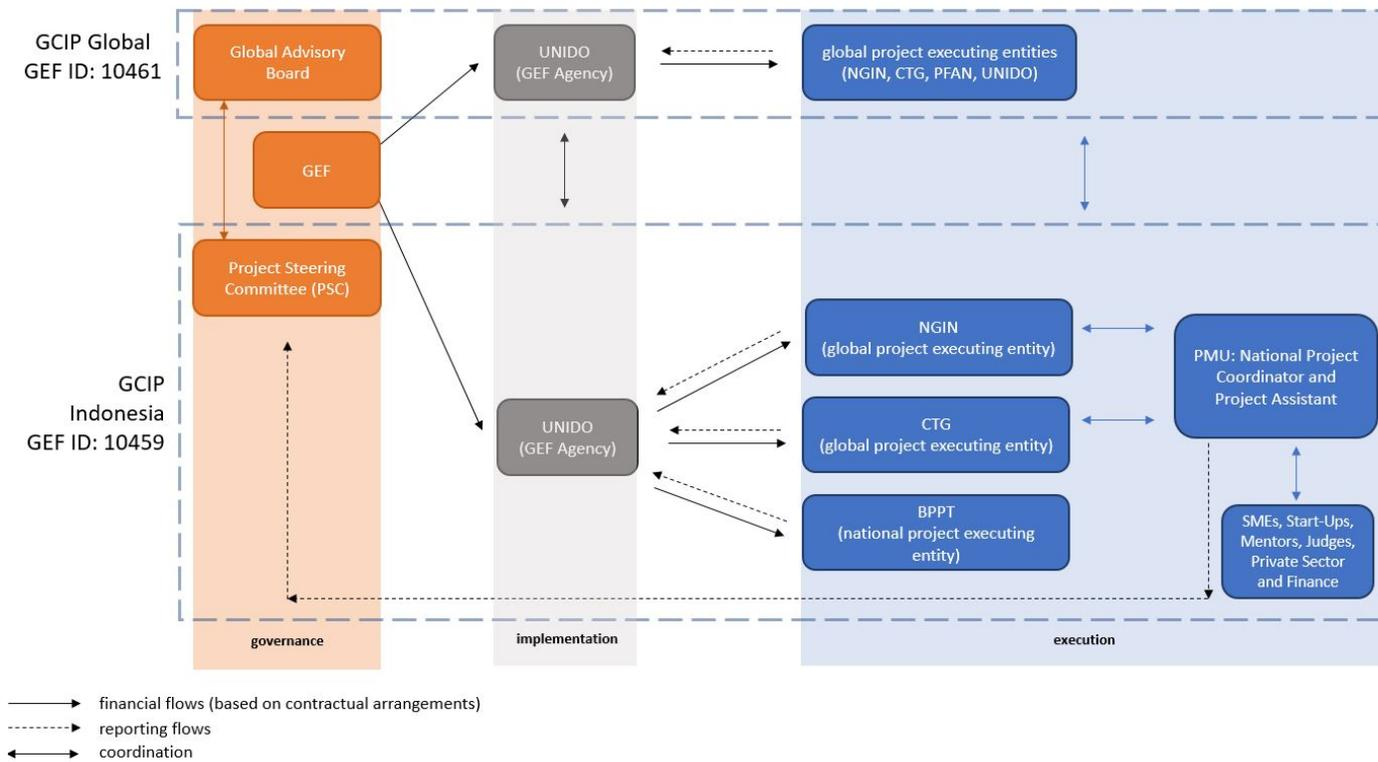 GCIP Global
GEF ID: 10461
Global Advisory
Board
UNIDO
(GEF Agency)
global project executing entities
(NGIN, CTG, PFAN, UNIDO)
GEF
Project Steering
Committee (PSC)
GCIP
Indonesia
GEF ID: 10459
UNIDO
(GEF Agency)
NGIN
(global project executing entity)
CTG
(global project executing entity)
BPPT
(national project executing
entity)
PMU: National Project
Coordinator and
Project Assistant
SMEs, Start-Ups,
Mentors, Judges,
Private Sector
and Finance
governance
implementation
execution
financial flows (based on contractual arrangements)
reporting flows
coordination